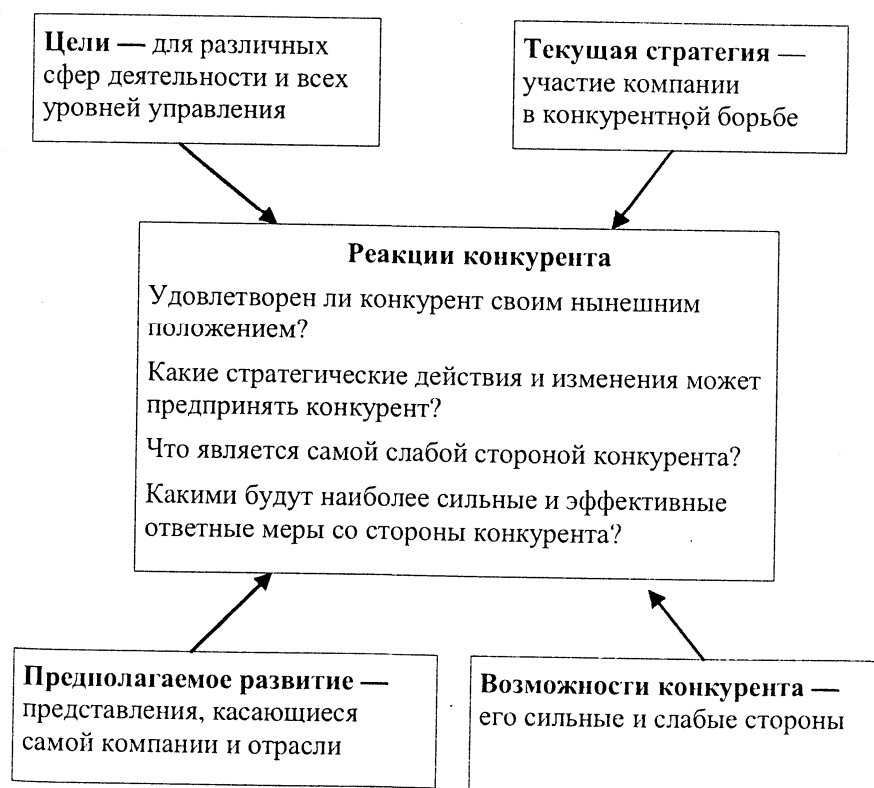 Цели — для различных
сфер деятельности и всех
уровней управления
Текущая стратегия —
участие компании
в конкурентной борьбе
Реакции конкурента
Удовлетворен ли конкурент своим нынешним
положением?
Какие стратегические действия и изменения может
предпринять конкурент?
Что является самой слабой стороной конкурента?
Какими будут наиболее сильные и эффективные
ответные меры со стороны конкурента?
Предполагаемое развитие —
представления, касающиеся
самой компании и отрасли
Возможности конкурента —
его сильные и слабые стороны